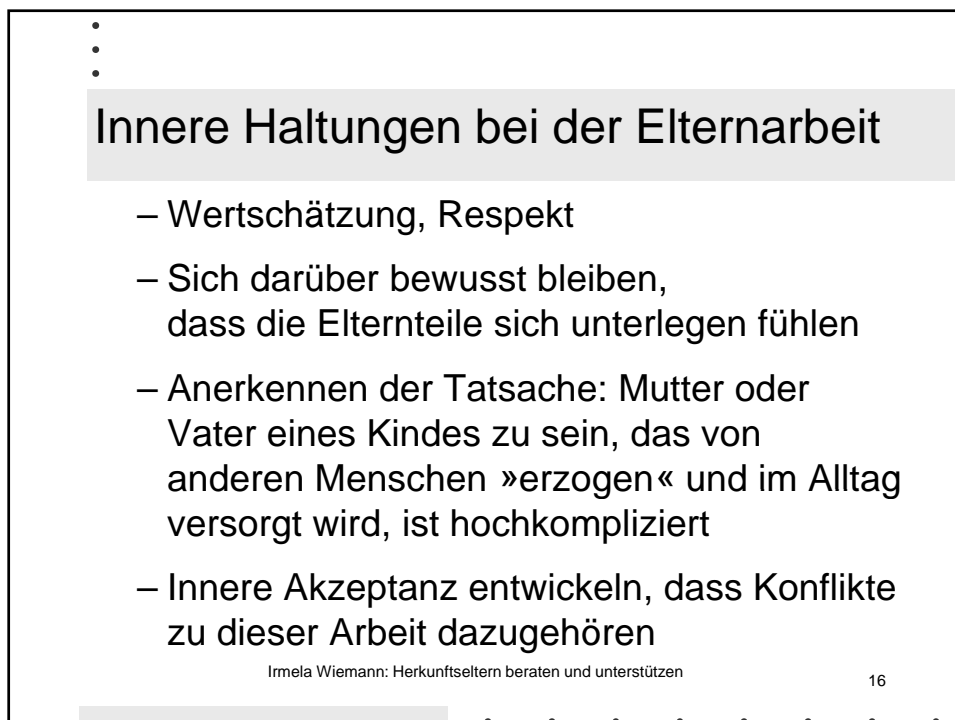 Innere Haltungen bei der Elternarbeit
– Wertschätzung, Respekt
– Sich darüber bewusst bleiben,
dass die Elternteile sich unterlegen fühlen
– Anerkennen der Tatsache: Mutter oder
Vater eines Kindes zu sein, das von
anderen Menschen »erzogen« und im Alltag
versorgt wird, ist hochkompliziert
– Innere Akzeptanz entwickeln, dass Konflikte
zu dieser Arbeit dazugehören
Irmela Wiemann: Herkunftseltern beraten und unterstützen
16